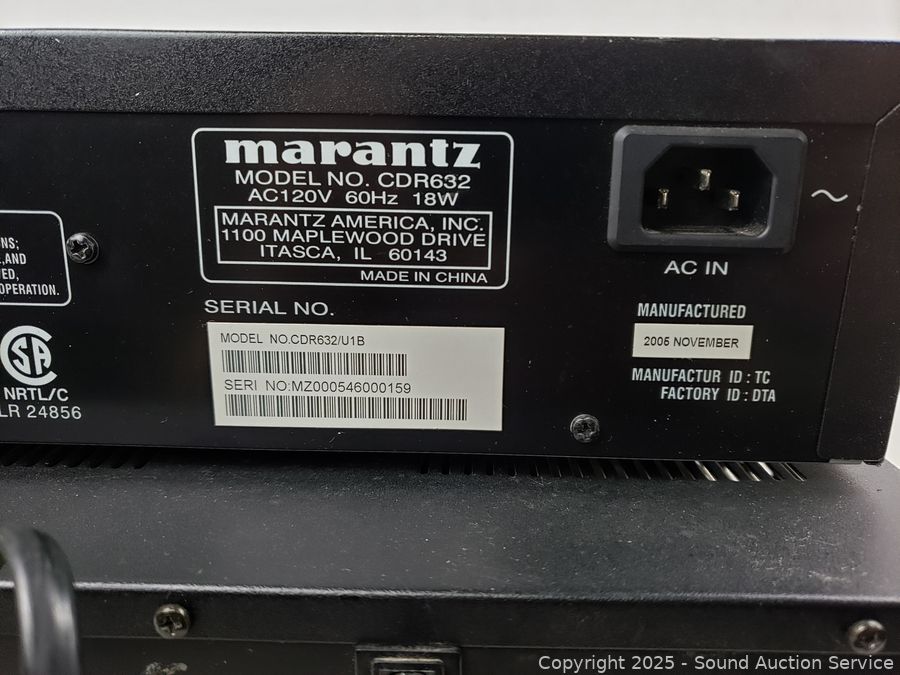 marantz
MODEL NO. CDR632
AC120V 60Hz 18W
MARANTZ AMERICA, INC.
1100 MAPLEWOOD DRIVE
ITASCA, IL 60143
MADE IN CHINA
NS;
,AND
ED,
OPERATION.
AC IN
SERIAL NO.
MODEL NO.CDR632/U1B
SERI NO:MZ000546000159
MANUFACTURED
2005 NOVEMBER
MANUFACTUR ID : TC
FACTORY ID : DTA
SA
NRTL/C
LR 24856
Copyright 2025 - Sound Auction Service